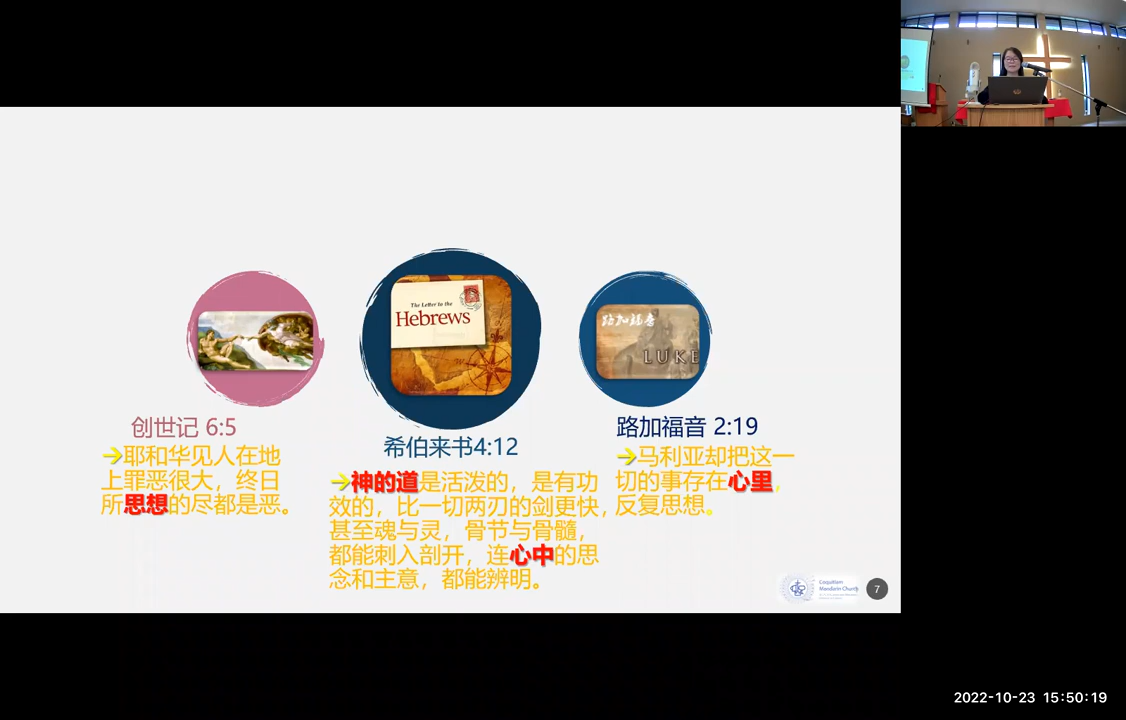 The Letter to the
Hebrews
路加福音
LUKE
创世记 6:5
→耶和华见人在地
上罪恶很大，终日
所思想的尽都是恶。
希伯来书4:12
→神的道是活泼的，是有功
效的，比一切两刃的剑更快，
甚至魂与灵，骨节与骨髓，
都能刺入剖开，连心中的思
念和主意，都能辨明。
路加福音 2:19
→马利亚却把这一
切的事存在心里，
反复思想。
Mandarin Church
7
2022-10-23 15:50:19